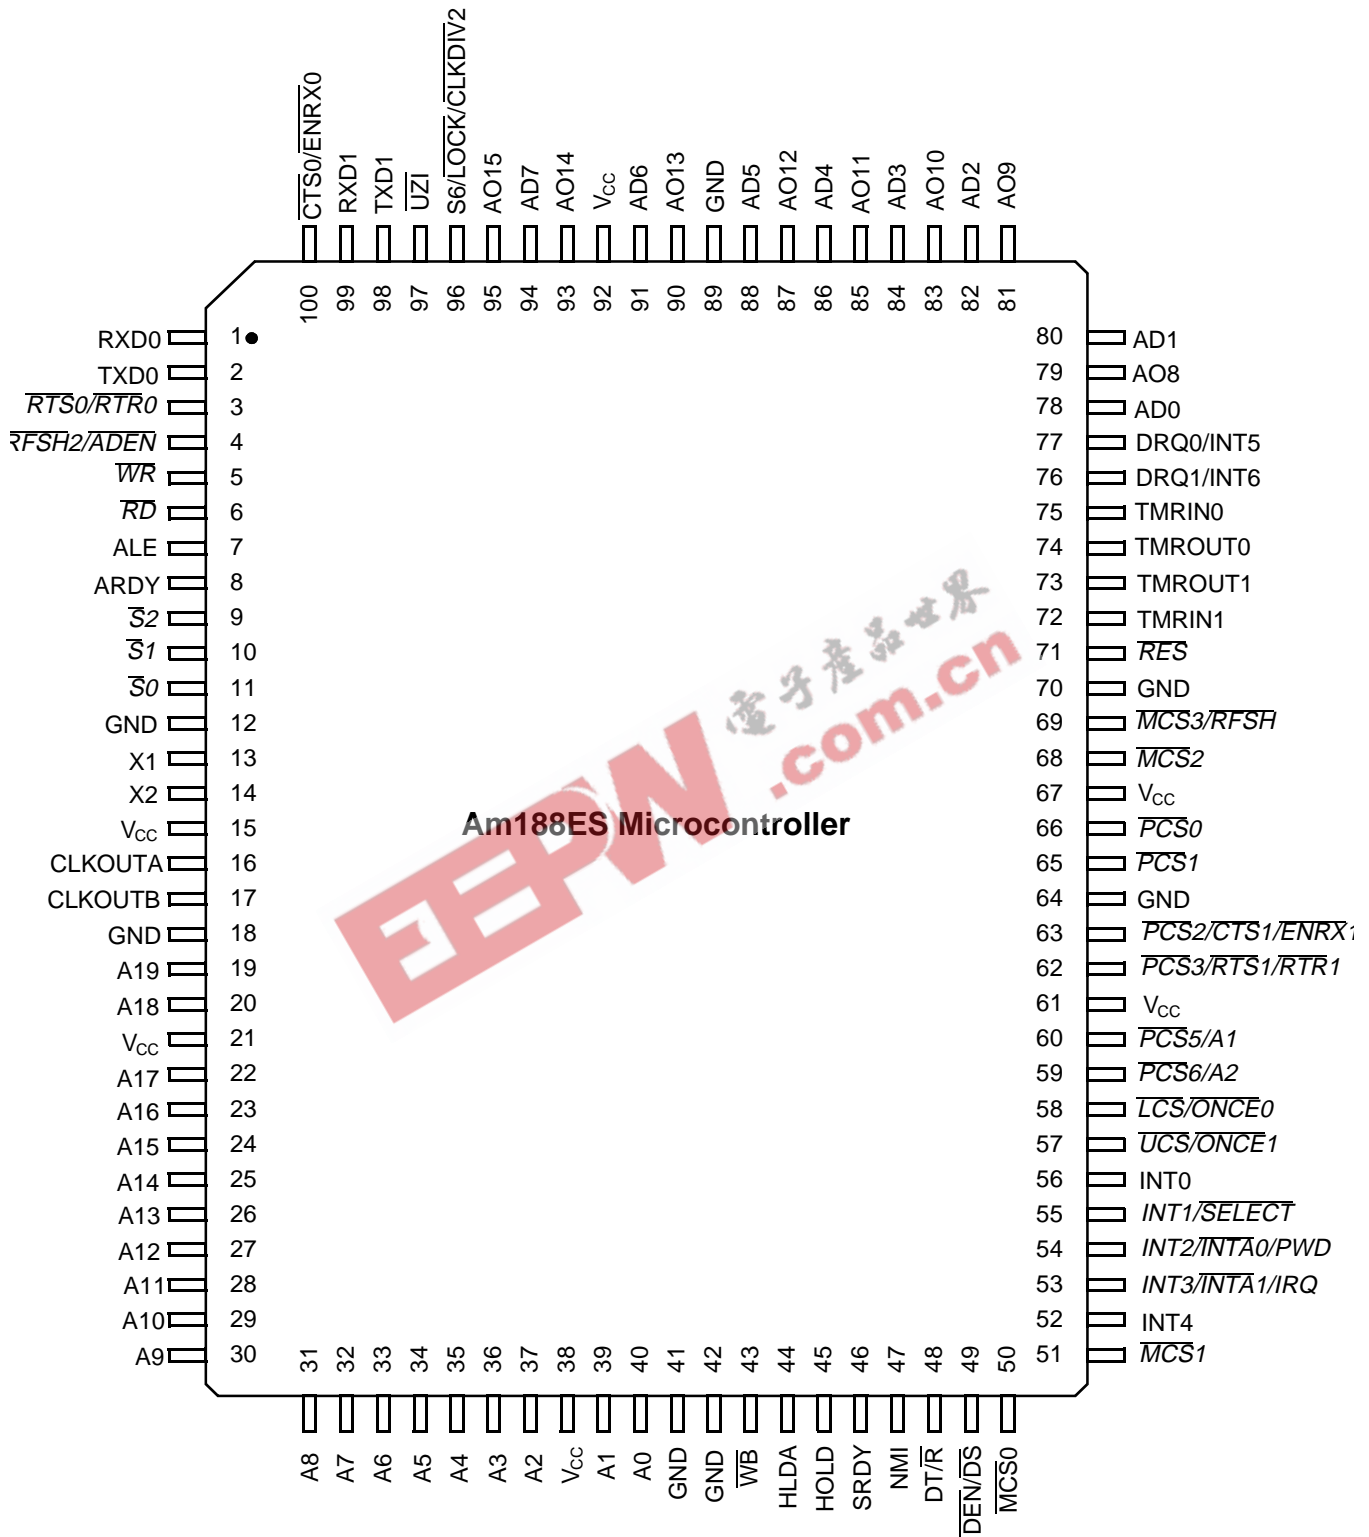 CTS0/ENRX0
RXD1
TXD1
UZI
S6/LOCK/CLKDIV2
AO15
AD7
AO14
VCC
AD6
AO13
GND
AD5
AO12
AD4
AO11
AD3
AO10
AD2
AO9
100 99 98 97 96 95 94 93 92 91 90 89 88 87 86 85 84 83 82 81
RXD0 1
TXD0 2
RTS0/RTR0 3
RFSH2/ADEN 4
WR 5
RD 6
ALE 7
ARDY 8
S2 9
S1 10
S0 11
GND 12
X1 13
X2 14
VCC 15
CLKOUTA 16
CLKOUTB 17
GND 18
A19 19
A18 20
VCC 21
A17 22
A16 23
A15 24
A14 25
A13 26
A12 27
A11 28
A10 29
A9 30
Am188ES Microcontroller
EEPW
電子產品世界
.com.cn
80 AD1
79 AO8
78 AD0
77 DRQ0/INT5
76 DRQ1/INT6
75 TMRIN0
74 TMROUT0
73 TMROUT1
72 TMRIN1
71 RES
70 GND
69 MCS3/RFSH
68 MCS2
67 VCC
66 PCS0
65 PCS1
64 GND
63 PCS2/CTS1/ENRX1
62 PCS3/RTS1/RTR1
61 VCC
60 PCS5/A1
59 PCS6/A2
58 LCS/ONCE0
57 UCS/ONCE1
56 INT0
55 INT1/SELECT
54 INT2/INTA0/PWD
53 INT3/INTA1/IRQ
52 INT4
51 MCS1
31 32 33 34 35 36 37 38 39 40 41 42 43 44 45 46 47 48 49 50
A8
A7
A6
A5
A4
A3
A2
VCC
A1
A0
GND
GND
WB
HLDA
HOLD
SRDY
NMI
DT/R
DEN/DS
MCS0